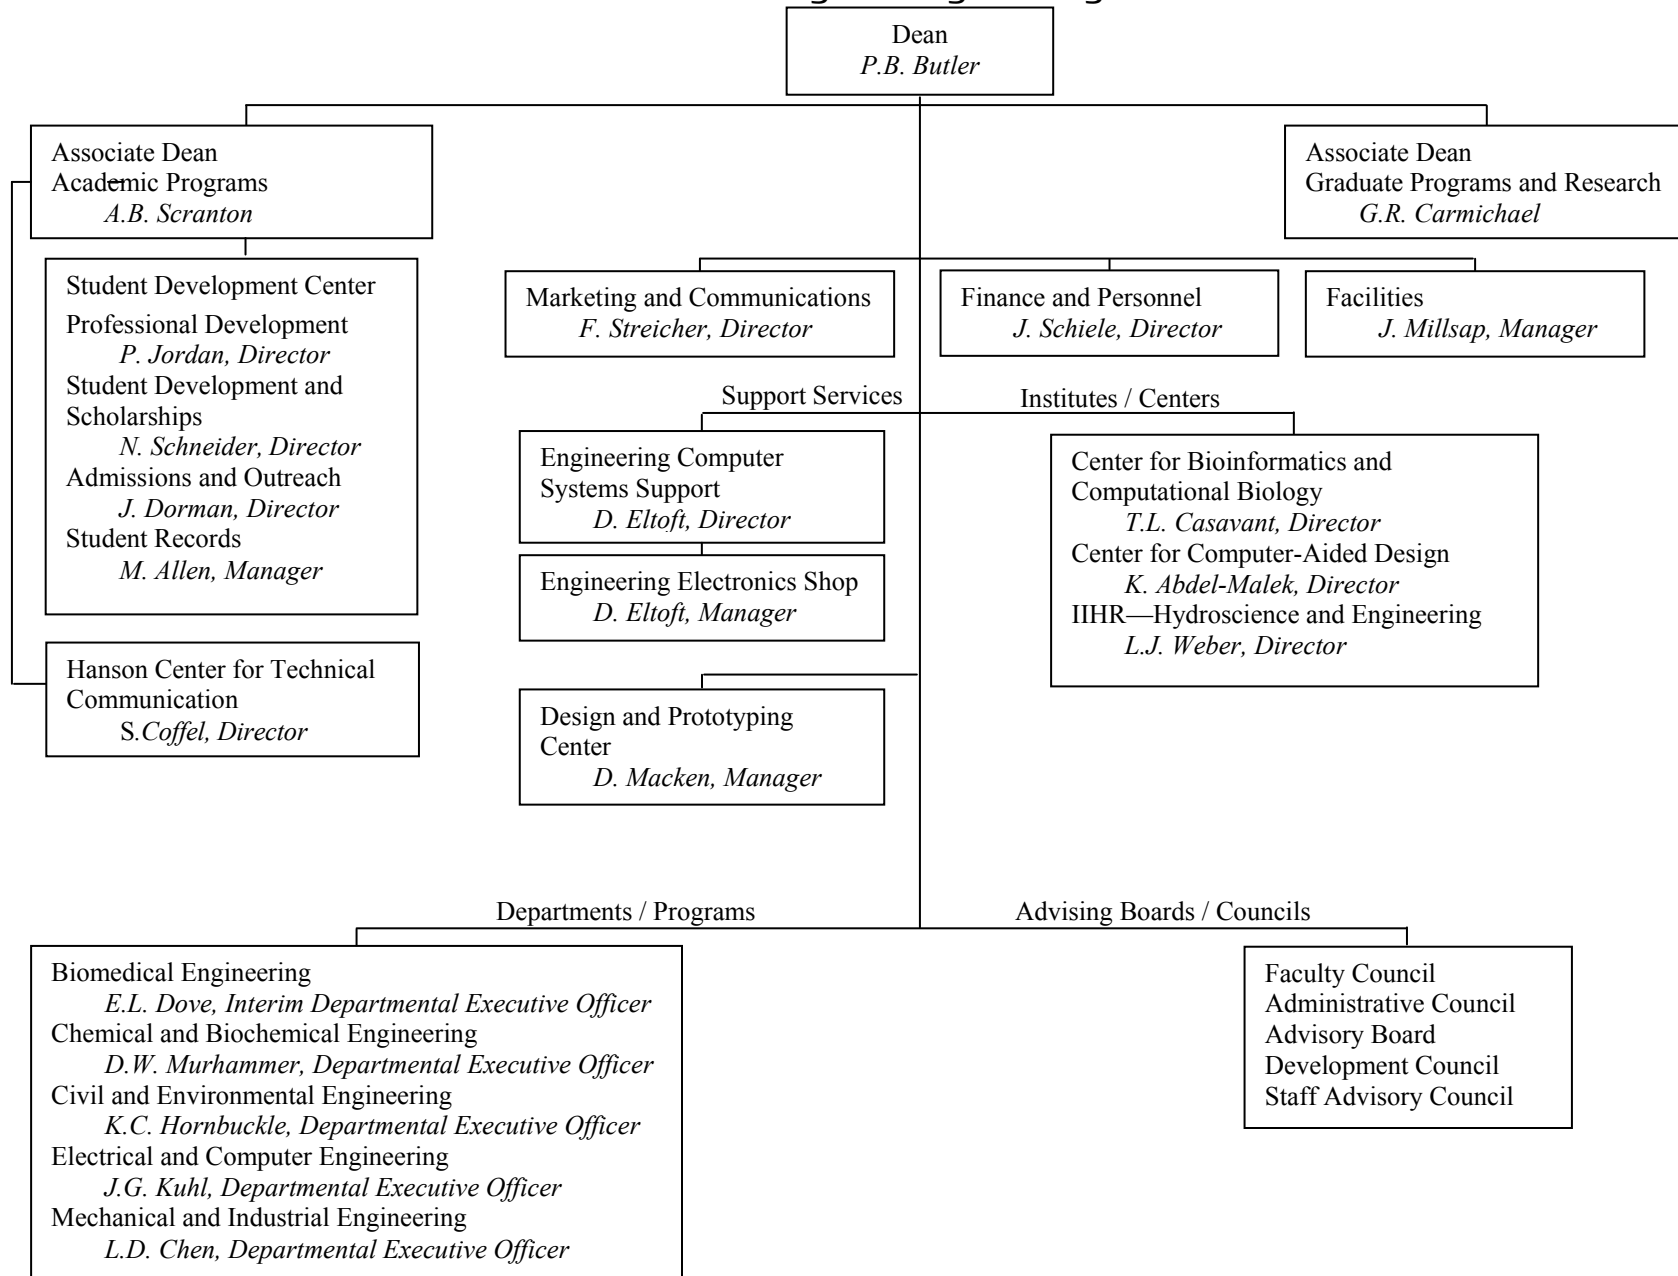 Dean
P.B. Butler
Associate Dean
Academic Programs
A.B. Scranton
Associate Dean
Graduate Programs and Research
G.R. Carmichael
Student Development Center
Professional Development
P. Jordan, Director
Student Development and
Scholarships
N. Schneider, Director
Admissions and Outreach
J. Dorman, Director
Student Records
M. Allen, Manager
Hanson Center for Technical
Communication
S.Coffel, Director
Marketing and Communications
F. Streicher, Director
Finance and Personnel
J. Schiele, Director
Facilities
J. Millsap, Manager
Support Services
Institutes / Centers
Engineering Computer
Systems Support
D. Eltoft, Director
Engineering Electronics Shop
D. Eltoft, Manager
Center for Bioinformatics and
Computational Biology
T.L. Casavant, Director
Center for Computer-Aided Design
K. Abdel-Malek, Director
IIHR—Hydroscience and Engineering
L.J. Weber, Director
Design and Prototyping
Center
D. Macken, Manager
Departments / Programs
Advising Boards / Councils
Biomedical Engineering
E.L. Dove, Interim Departmental Executive Officer
Chemical and Biochemical Engineering
D.W. Murhammer, Departmental Executive Officer
Civil and Environmental Engineering
K.C. Hornbuckle, Departmental Executive Officer
Electrical and Computer Engineering
J.G. Kuhl, Departmental Executive Officer
Mechanical and Industrial Engineering
L.D. Chen, Departmental Executive Officer
Faculty Council
Administrative Council
Advisory Board
Development Council
Staff Advisory Council